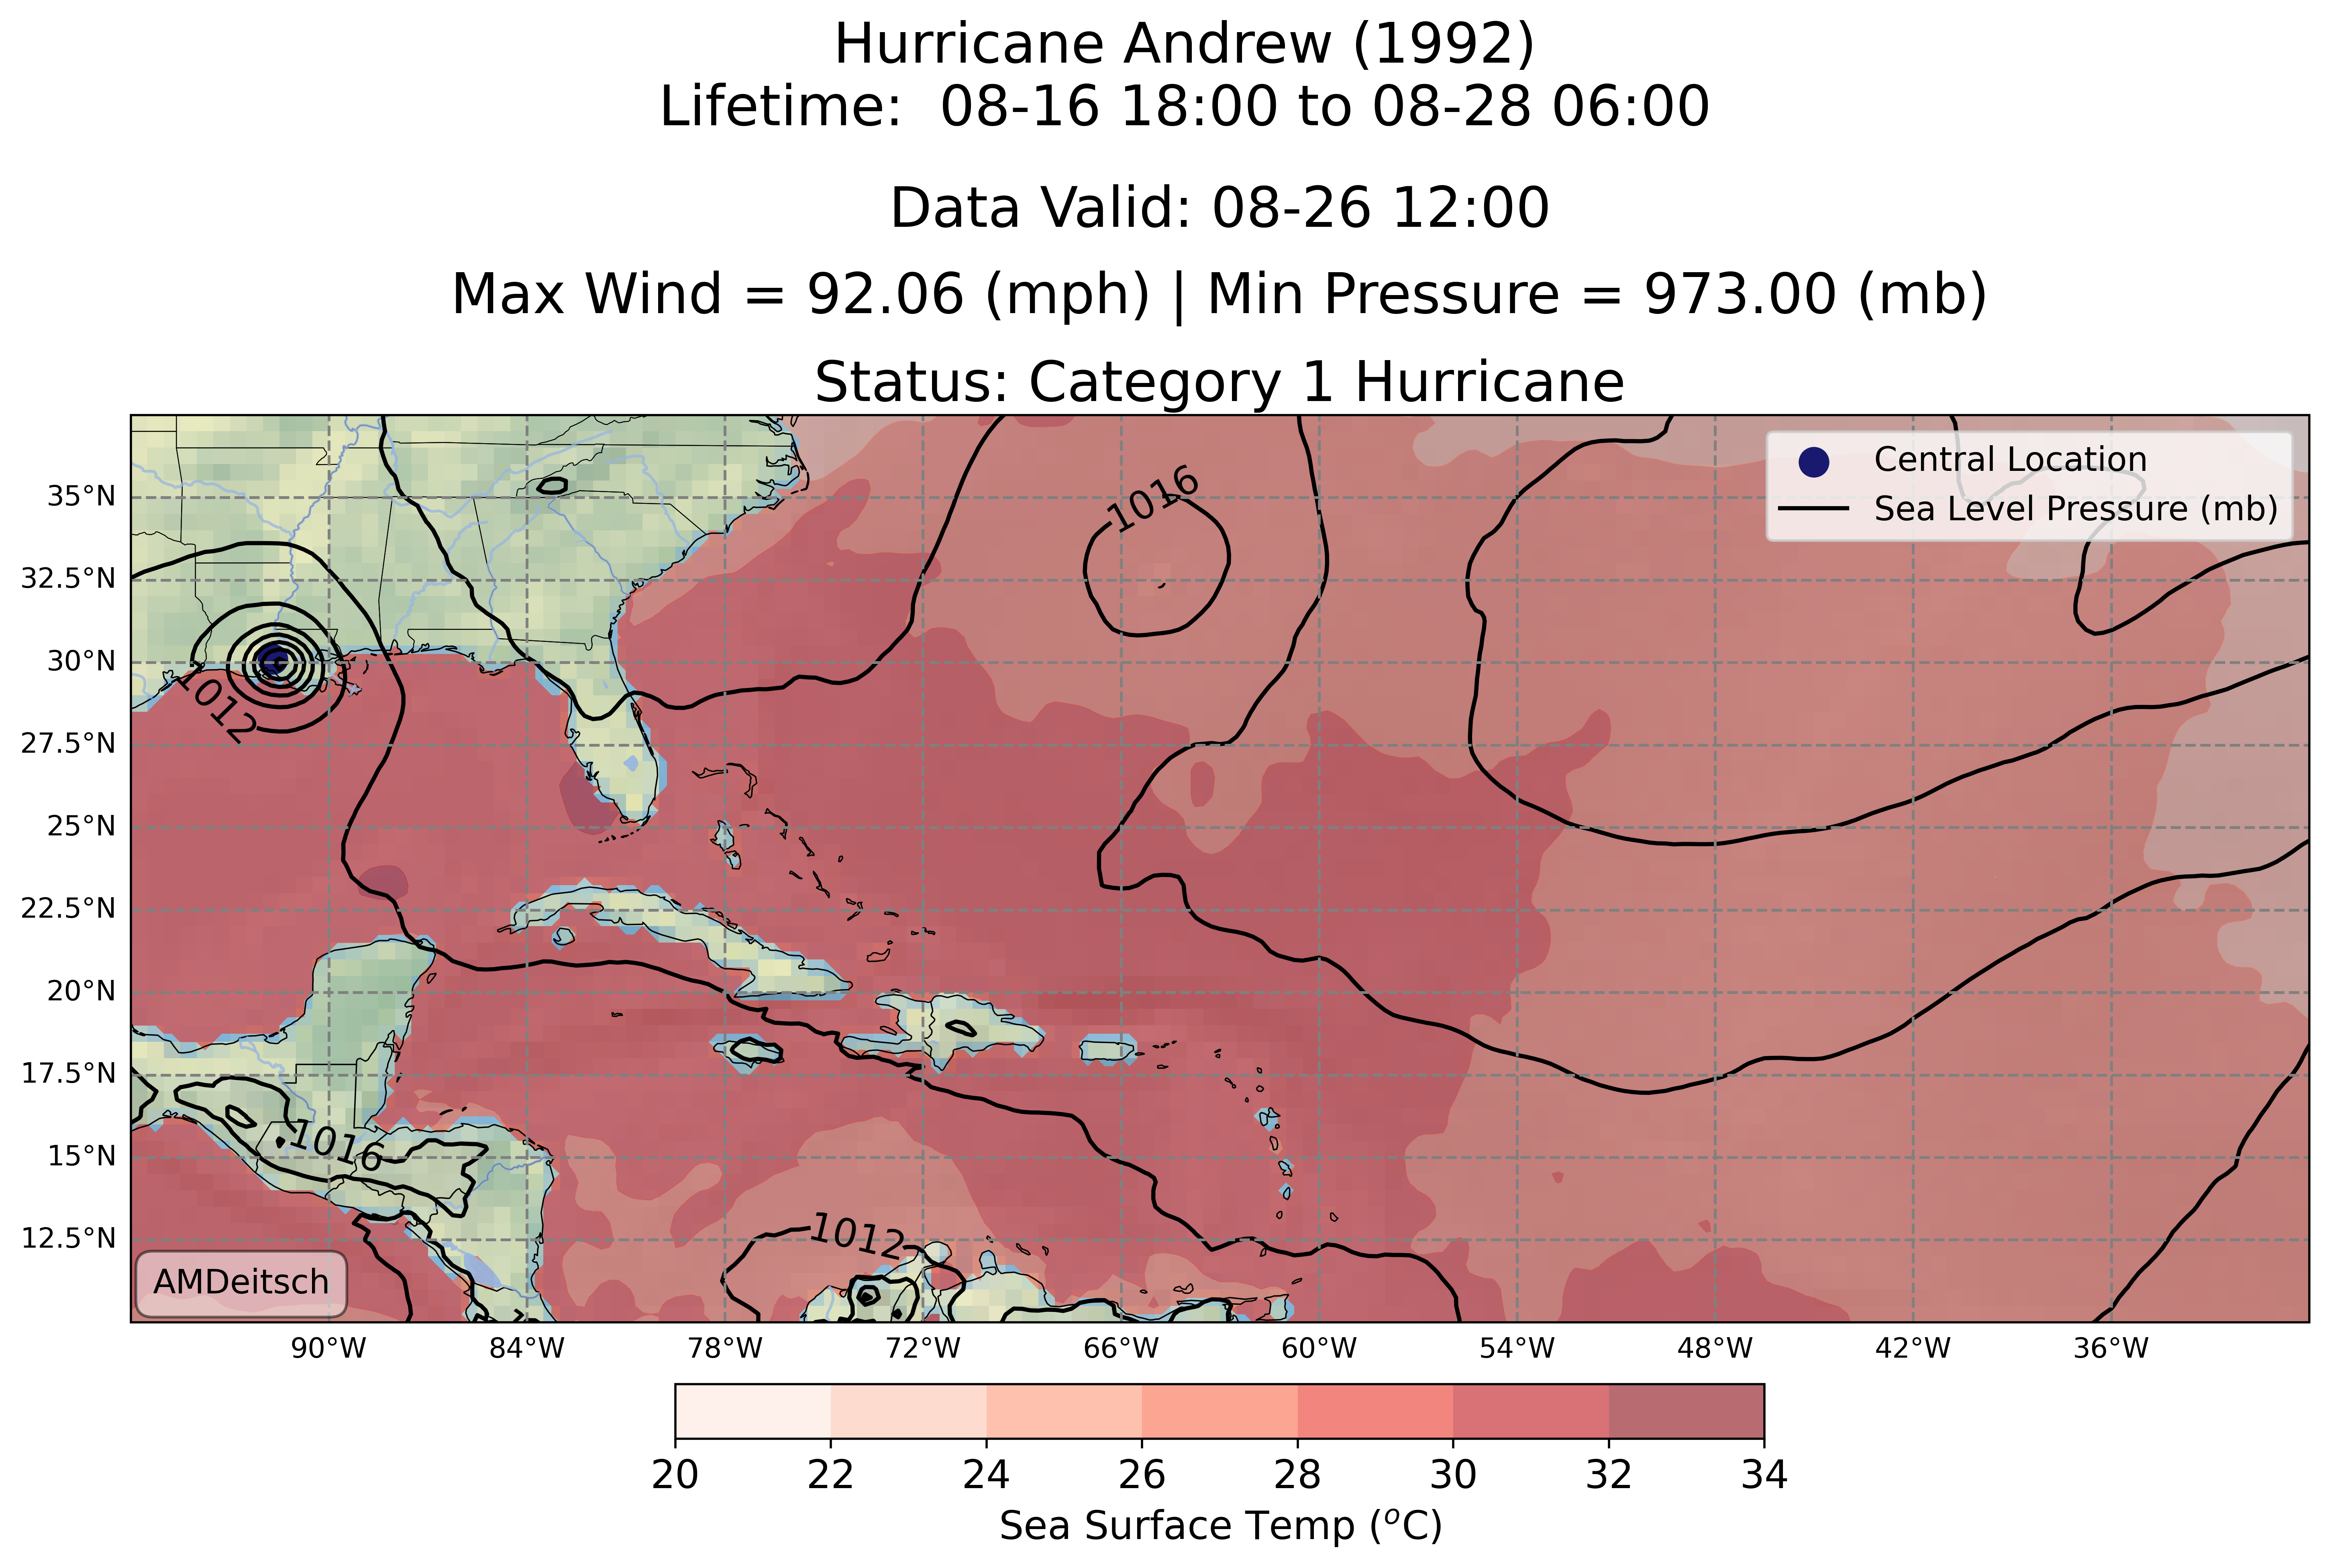 Hurricane Andrew (1992)
Lifetime:  08-16 18:00 to 08-28 06:00
Data Valid: 08-26 12:00
Max Wind = 92.06 (mph) | Min Pressure = 973.00 (mb)
Status: Category 1 Hurricane
Central Location
Sea Level Pressure (mb)
1016
35°N
32.5°N
30°N
1012
27.5°N
25°N
22.5°N
20°N
17.5°N
1016
15°N
1012
12.5°N
AMDeitsch
90°W 84°W 78°W 72°W 66°W 60°W 54°W 48°W 42°W 36°W
20 22 24 26 28 30 32 34
Sea Surface Temp (°C)